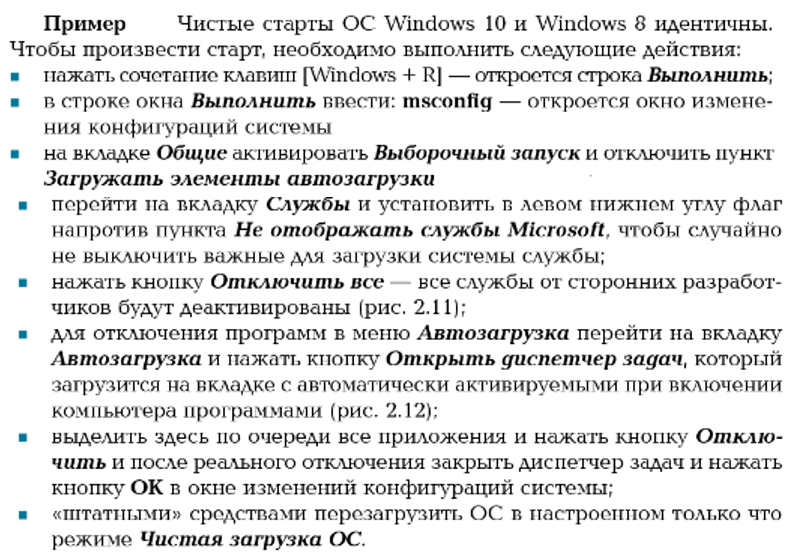 Пример Чистые старты ОС Windows 10 и Windows 8 идентичны.
Чтобы произвести старт, необходимо выполнить следующие действия:
▪ нажать сочетание клавиш [Windows + R] — откроется строка Выполнить;
▪ в строке окна Выполнить ввести: msconfig — откроется окно измене-
ния конфигураций системы
▪ на вкладке Общие активировать Выборочный запуск и отключить пункт
Загружать элементы автозагрузки
▪ перейти на вкладку Службы и установить в левом нижнем углу флаг
напротив пункта Не отображать службы Microsoft, чтобы случайно
не выключить важные для загрузки системы службы;
▪ нажать кнопку Отключить все — все службы от сторонних разработ-
чиков будут деактивированы (рис. 2.11);
▪ для отключения программ в меню Автозагрузка перейти на вкладку
Автозагрузка и нажать кнопку Открыть диспетчер задач, который
загрузится на вкладке с автоматически активируемыми при включении
компьютера программами (рис. 2.12);
▪ выделить здесь по очереди все приложения и нажать кнопку Отклю-
чить и после реального отключения закрыть диспетчер задач и нажать
кнопку ОК в окне изменений конфигураций системы;
▪ «штатными» средствами перезагрузить ОС в настроенном только что
режиме Чистая загрузка ОС.